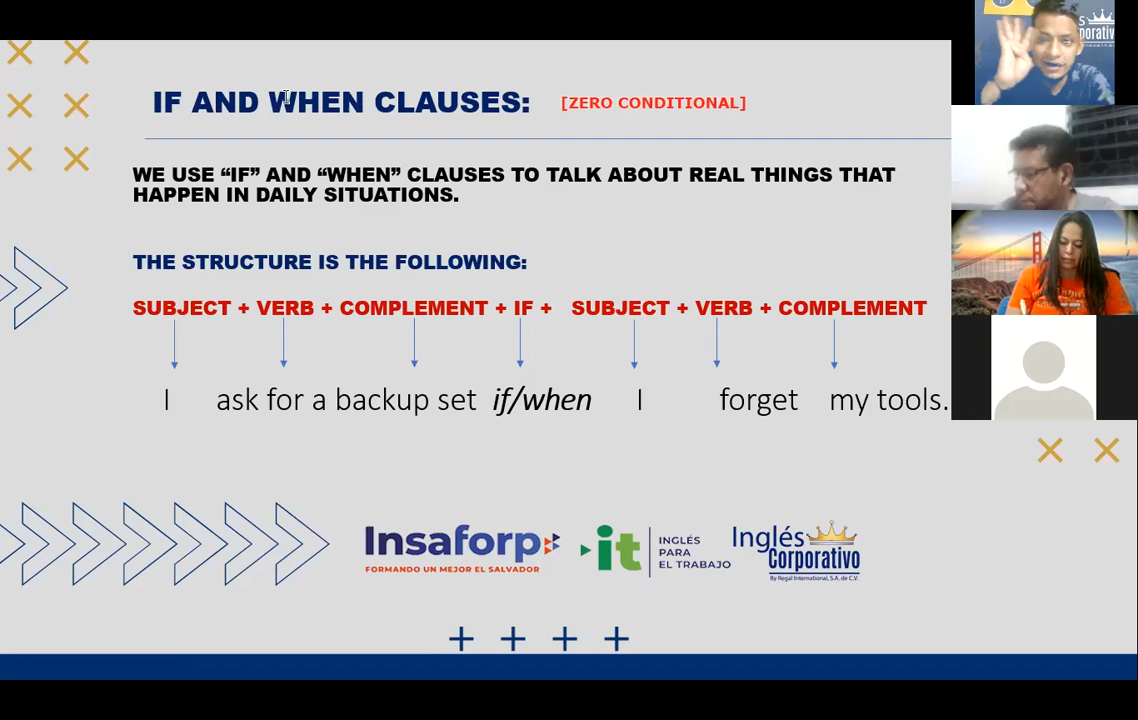 IF AND WHEN CLAUSES: [ZERO CONDITIONAL]
WE USE “IF” AND “WHEN” CLAUSES TO TALK ABOUT REAL THINGS THAT
HAPPEN IN DAILY SITUATIONS.
THE STRUCTURE IS THE FOLLOWING:
SUBJECT + VERB + COMPLEMENT + IF + SUBJECT + VERB + COMPLEMENT
I ask for a backup set if/when I forget my tools.
Insaforp
FORMANDO UN MEJOR EL SALVADOR
it
INGLÉS
PARA
EL TRABAJO
Inglés
Corporativo
By Regal International, S.A. de C.V.